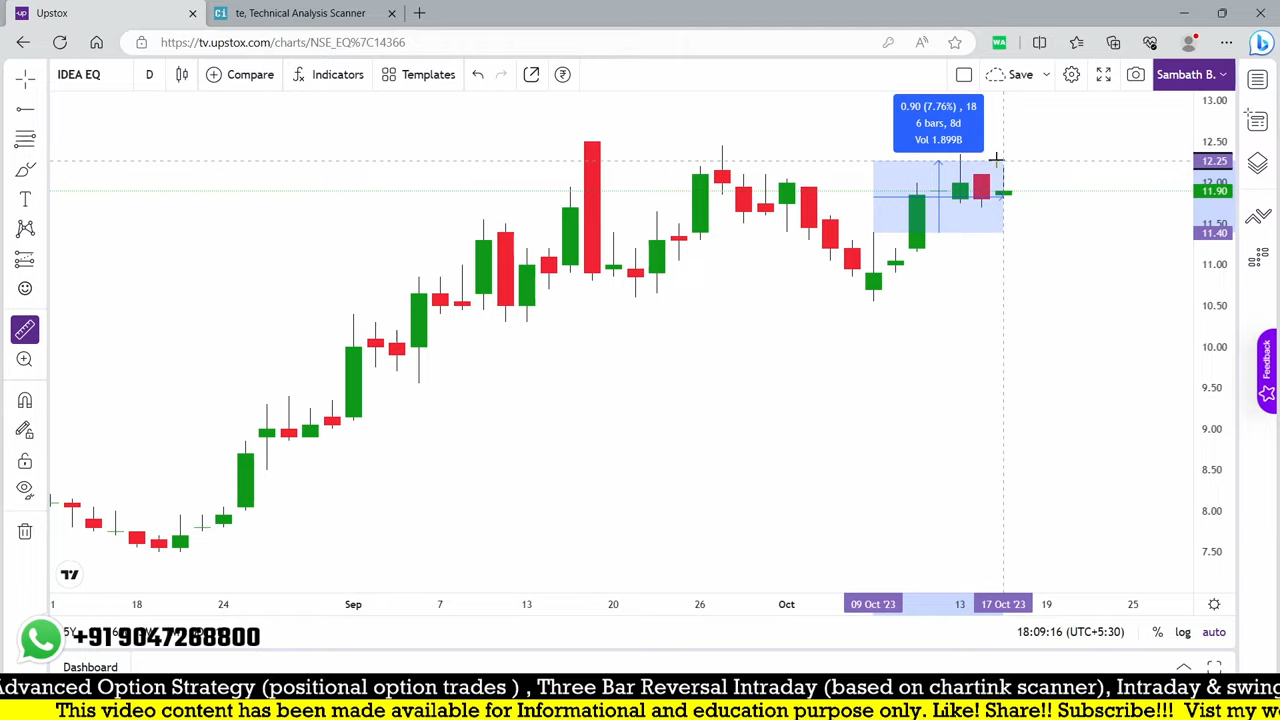 Upstox
te, Technical Analysis Scanner
https://tv.upstox.com/charts/NSE_EQ%7C14366
IDEA EQ
D
Compare
Indicators
Templates
Save
Sambath B.
0.90 (7.76%) , 18
6 bars, 8d
Vol 1.899B
13.00
12.50
12.25
12.00
11.90
11.50
11.40
11.00
10.50
10.00
9.50
9.00
8.50
8.00
7.50
Feedback
18
24
Sep
7
13
20
26
Oct
09 Oct '23
13
17 Oct '23
19
25
+91 9047268800
18:09:16 (UTC+5:30)
%
log
auto
Dashboard
Advanced Option Strategy (positional option trades ) , Three Bar Reversal Intraday (based on chartink scanner), Intraday & swing
This video content has been made available for Informational and education purpose only. Like! Share!! Subscribe!!! Vist my w